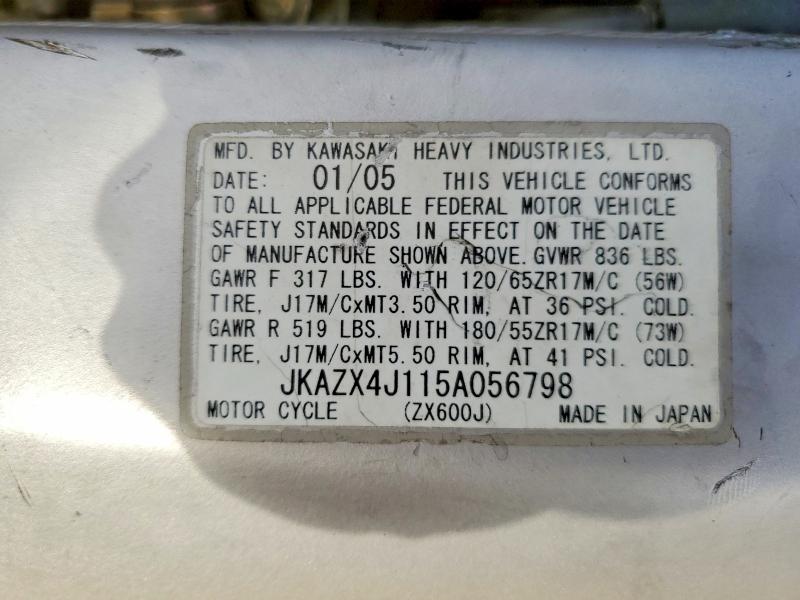 MFD. BY KAWASAKI HEAVY INDUSTRIES, LTD.
DATE: 01/05 THIS VEHICLE CONFORMS
TO ALL APPLICABLE FEDERAL MOTOR VEHICLE
SAFETY STANDARDS IN EFFECT ON THE DATE
OF MANUFACTURE SHOWN ABOVE. GVWR 836 LBS.
GAWR F 317 LBS. WITH 120/65ZR17M/C (56W)
TIRE, J17M/CxMT3.50 RIM, AT 36 PSI. COLD.
GAWR R 519 LBS. WITH 180/55ZR17M/C (73W)
TIRE, J17M/CxMT5.50 RIM, AT 41 PSI. COLD.
JKAZX4J115A056798
MOTOR CYCLE (ZX600J) MADE IN JAPAN